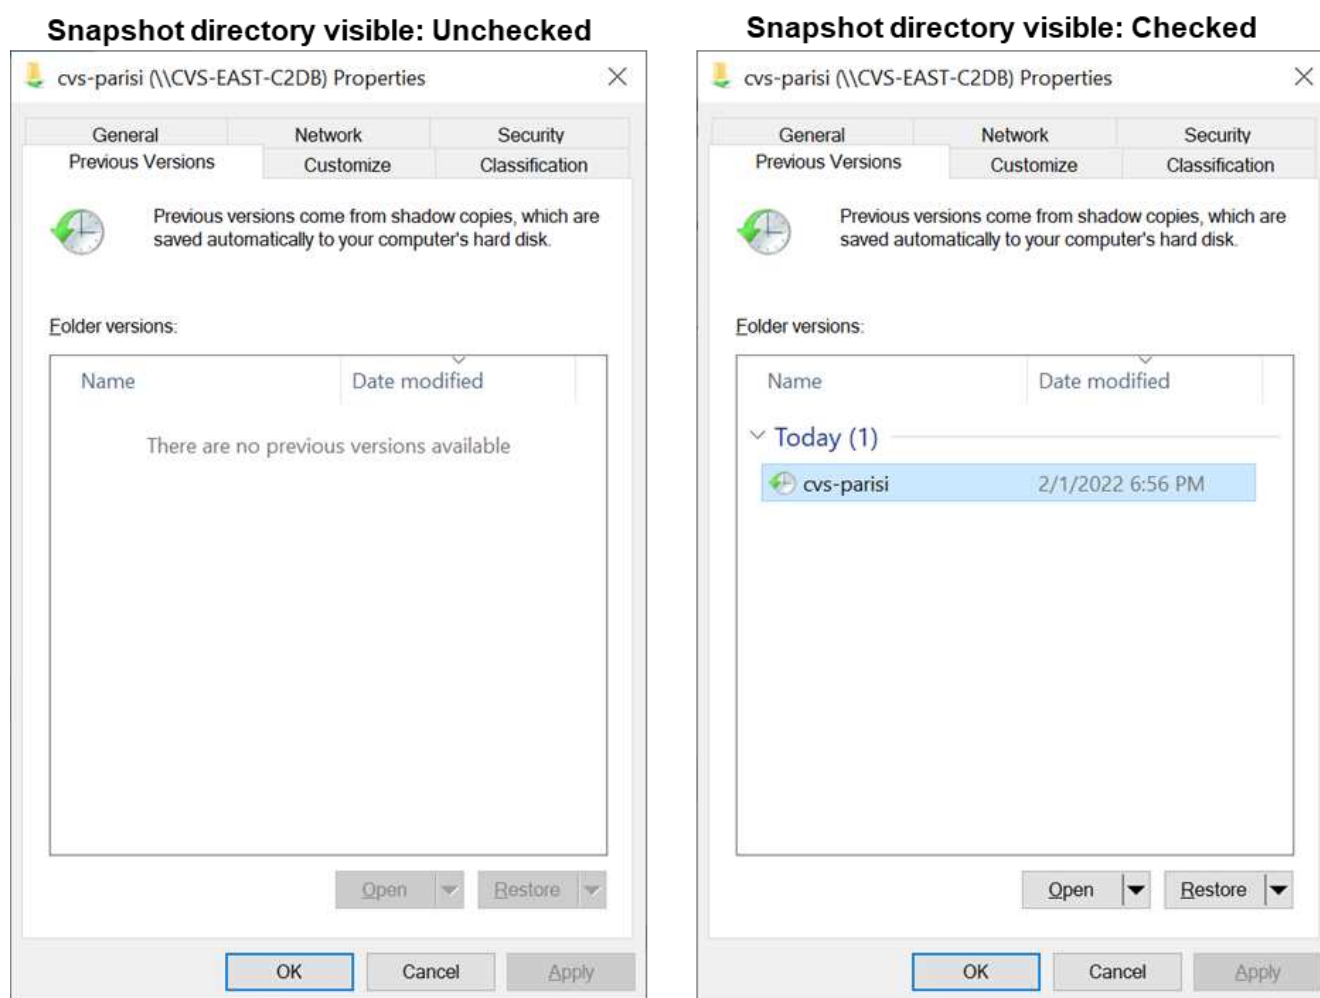 Snapshot directory visible: Unchecked
cvs-parisi (\\CVS-EAST-C2DB) Properties
General Network Security
Previous Versions Customize Classification
Previous versions come from shadow copies, which are
saved automatically to your computer's hard disk.
Folder versions:
Name Date modified
There are no previous versions available
Open Restore
OK Cancel Apply
Snapshot directory visible: Checked
cvs-parisi (\\CVS-EAST-C2DB) Properties
General Network Security
Previous Versions Customize Classification
Previous versions come from shadow copies, which are
saved automatically to your computer's hard disk.
Folder versions:
Name Date modified
Today (1)
cvs-parisi 2/1/2022 6:56 PM
Open Restore
OK Cancel Apply